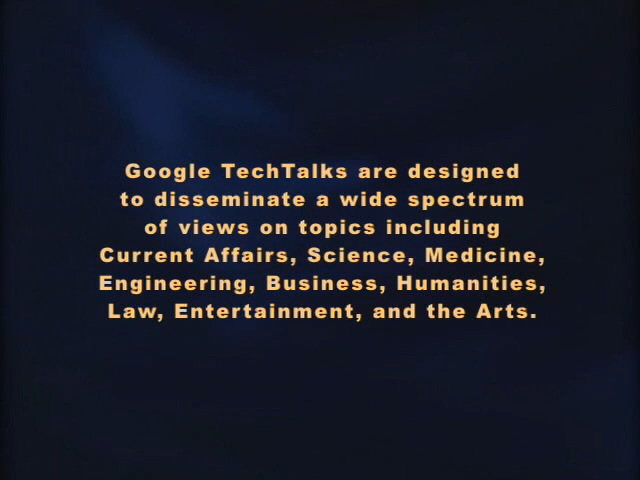 Google TechTalks are designed
to disseminate a wide spectrum
of views on topics including
Current Affairs, Science, Medicine,
Engineering, Business, Humanities,
Law, Entertainment, and the Arts.